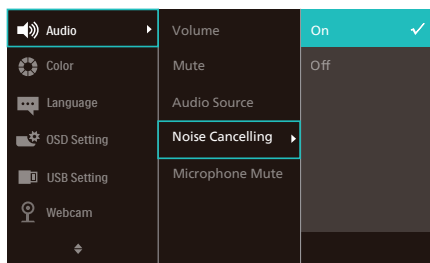 Audio
Color
Language
OSD Setting
USB Setting
Webcam
Volume
Mute
Audio Source
Noise Cancelling
Microphone Mute
On
Off